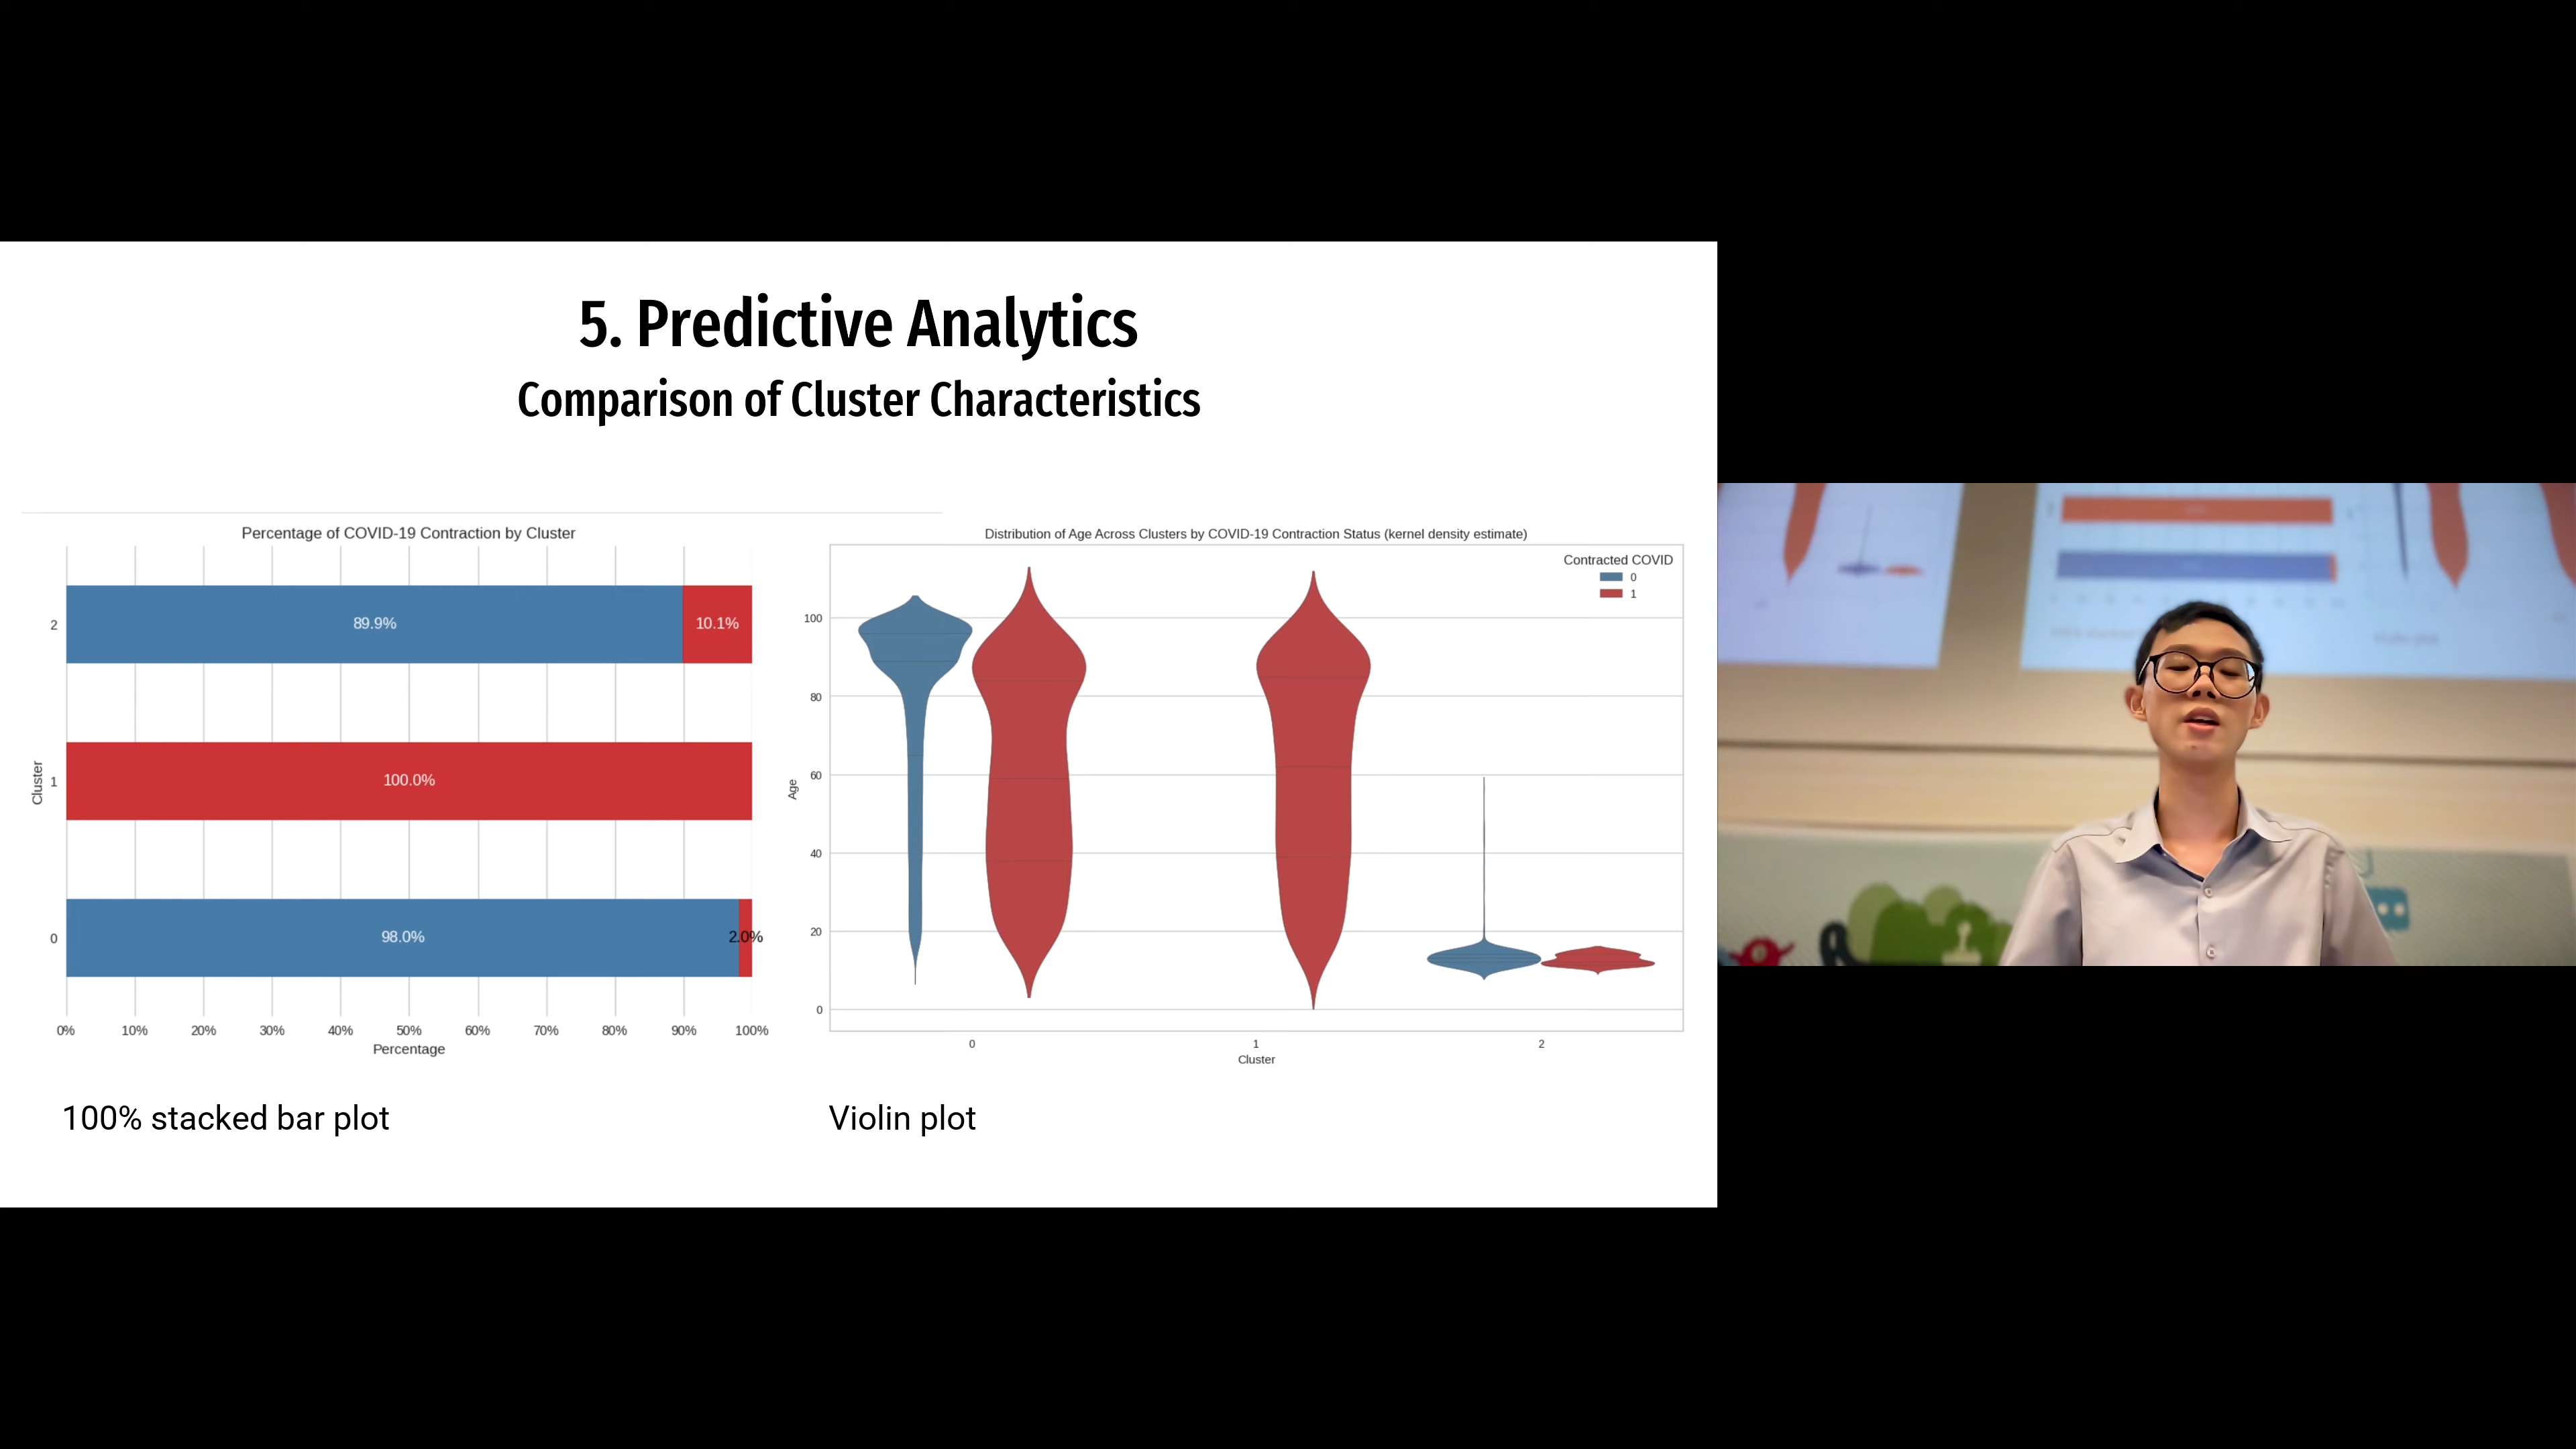 5. Predictive Analytics
Comparison of Cluster Characteristics
Percentage of COVID-19 Contraction by Cluster
2
89.9%
10.1%
Cluster
1
100.0%
0
98.0%
2.0%
0%
10%
20%
30%
40%
50%
60%
70%
80%
90%
100%
Percentage
100% stacked bar plot
Distribution of Age Across Clusters by COVID-19 Contraction Status (kernel density estimate)
Contracted COVID
0
1
100
80
60
40
20
0
Age
0
1
2
Cluster
Violin plot